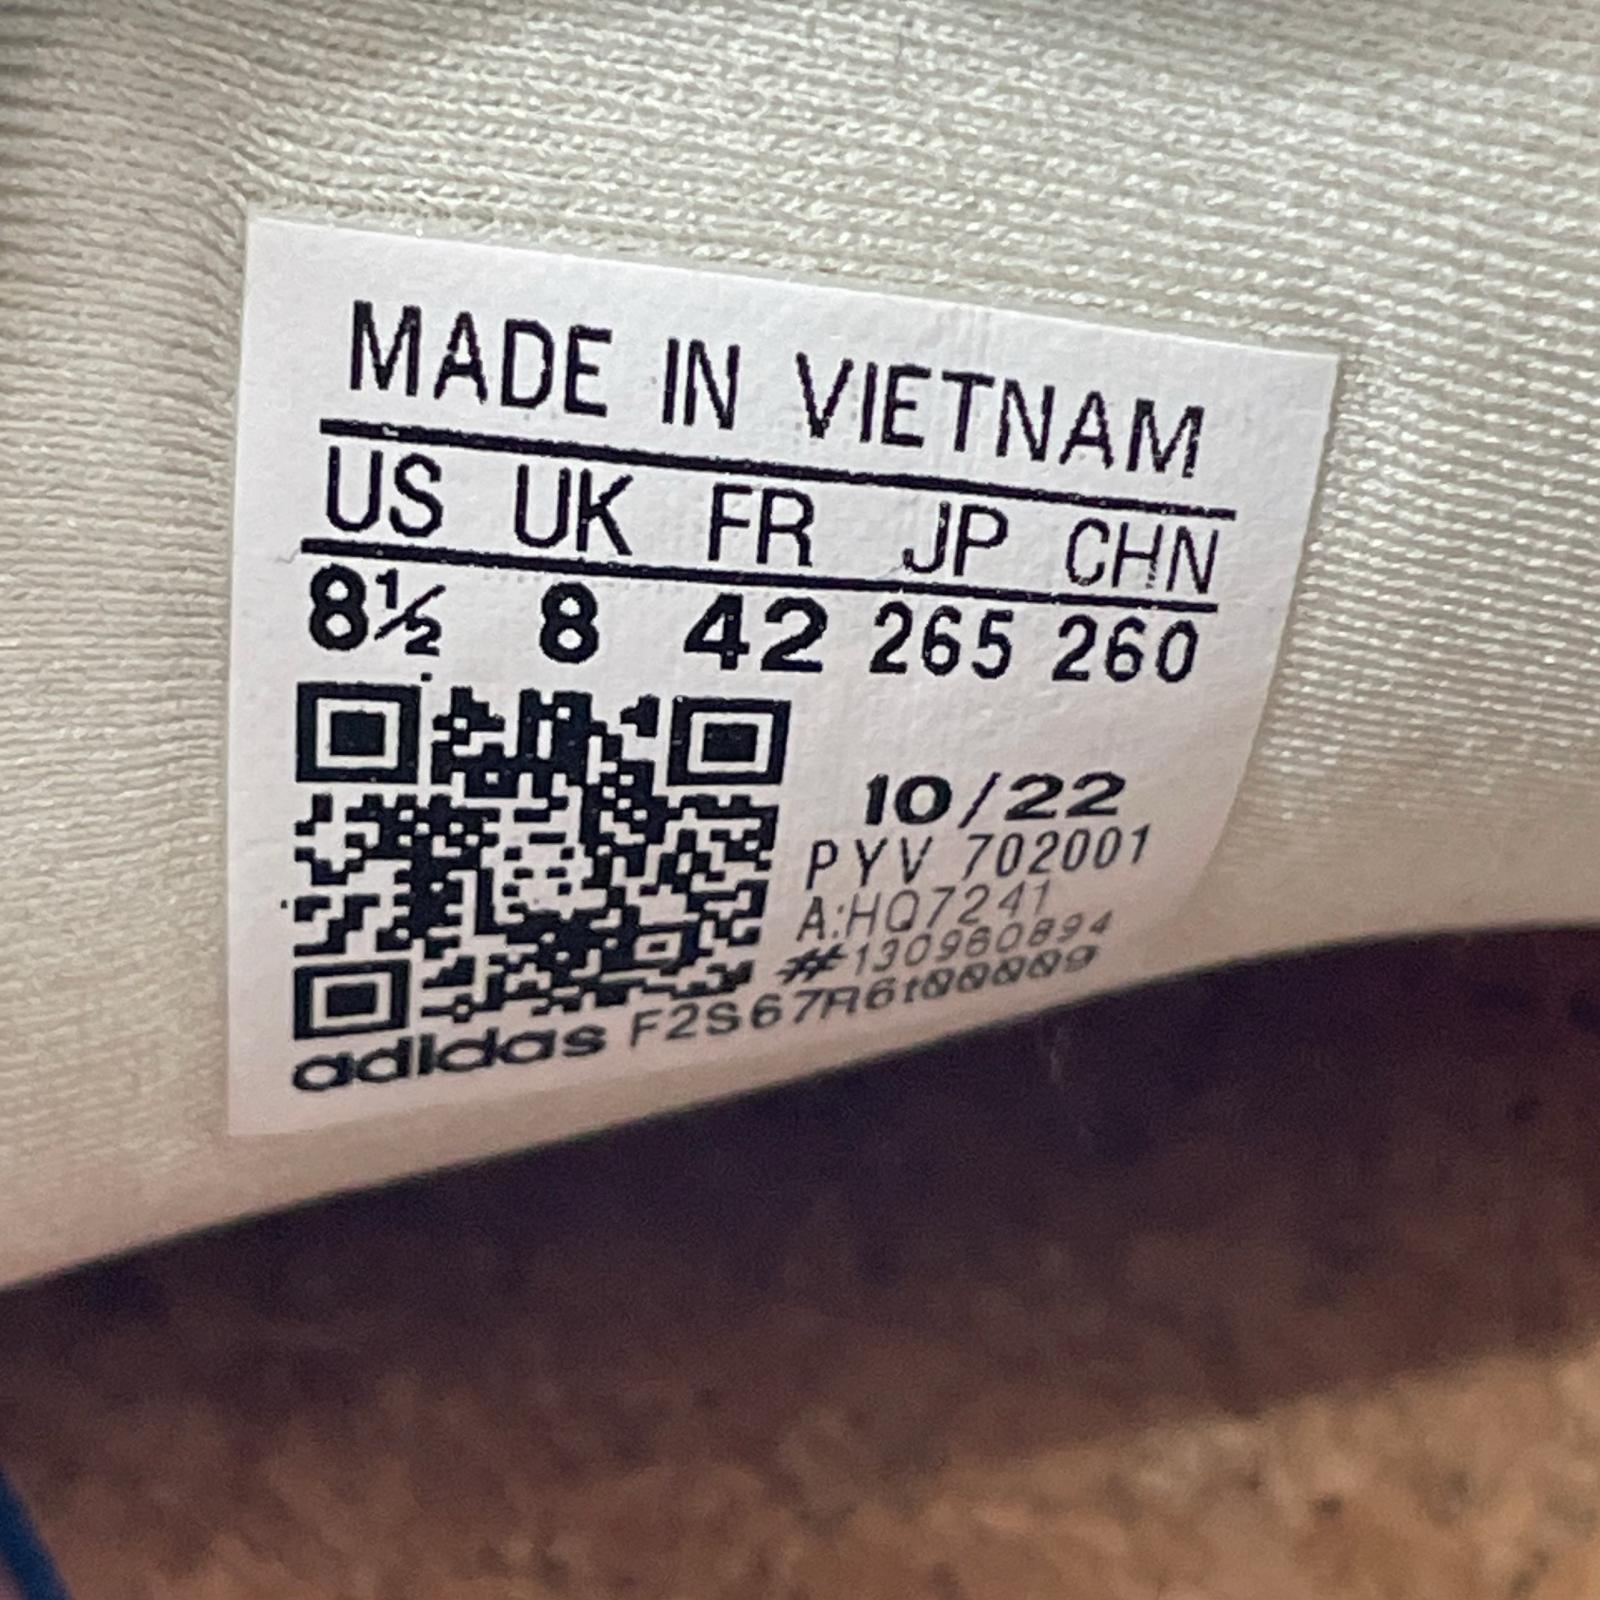 MADE IN VIETNAM
US UK FR JP CHN
8½ 8 42 265 260
10/22
PYV 702001
A:HQ7241
#130980894
adidas F2S67R6t00009